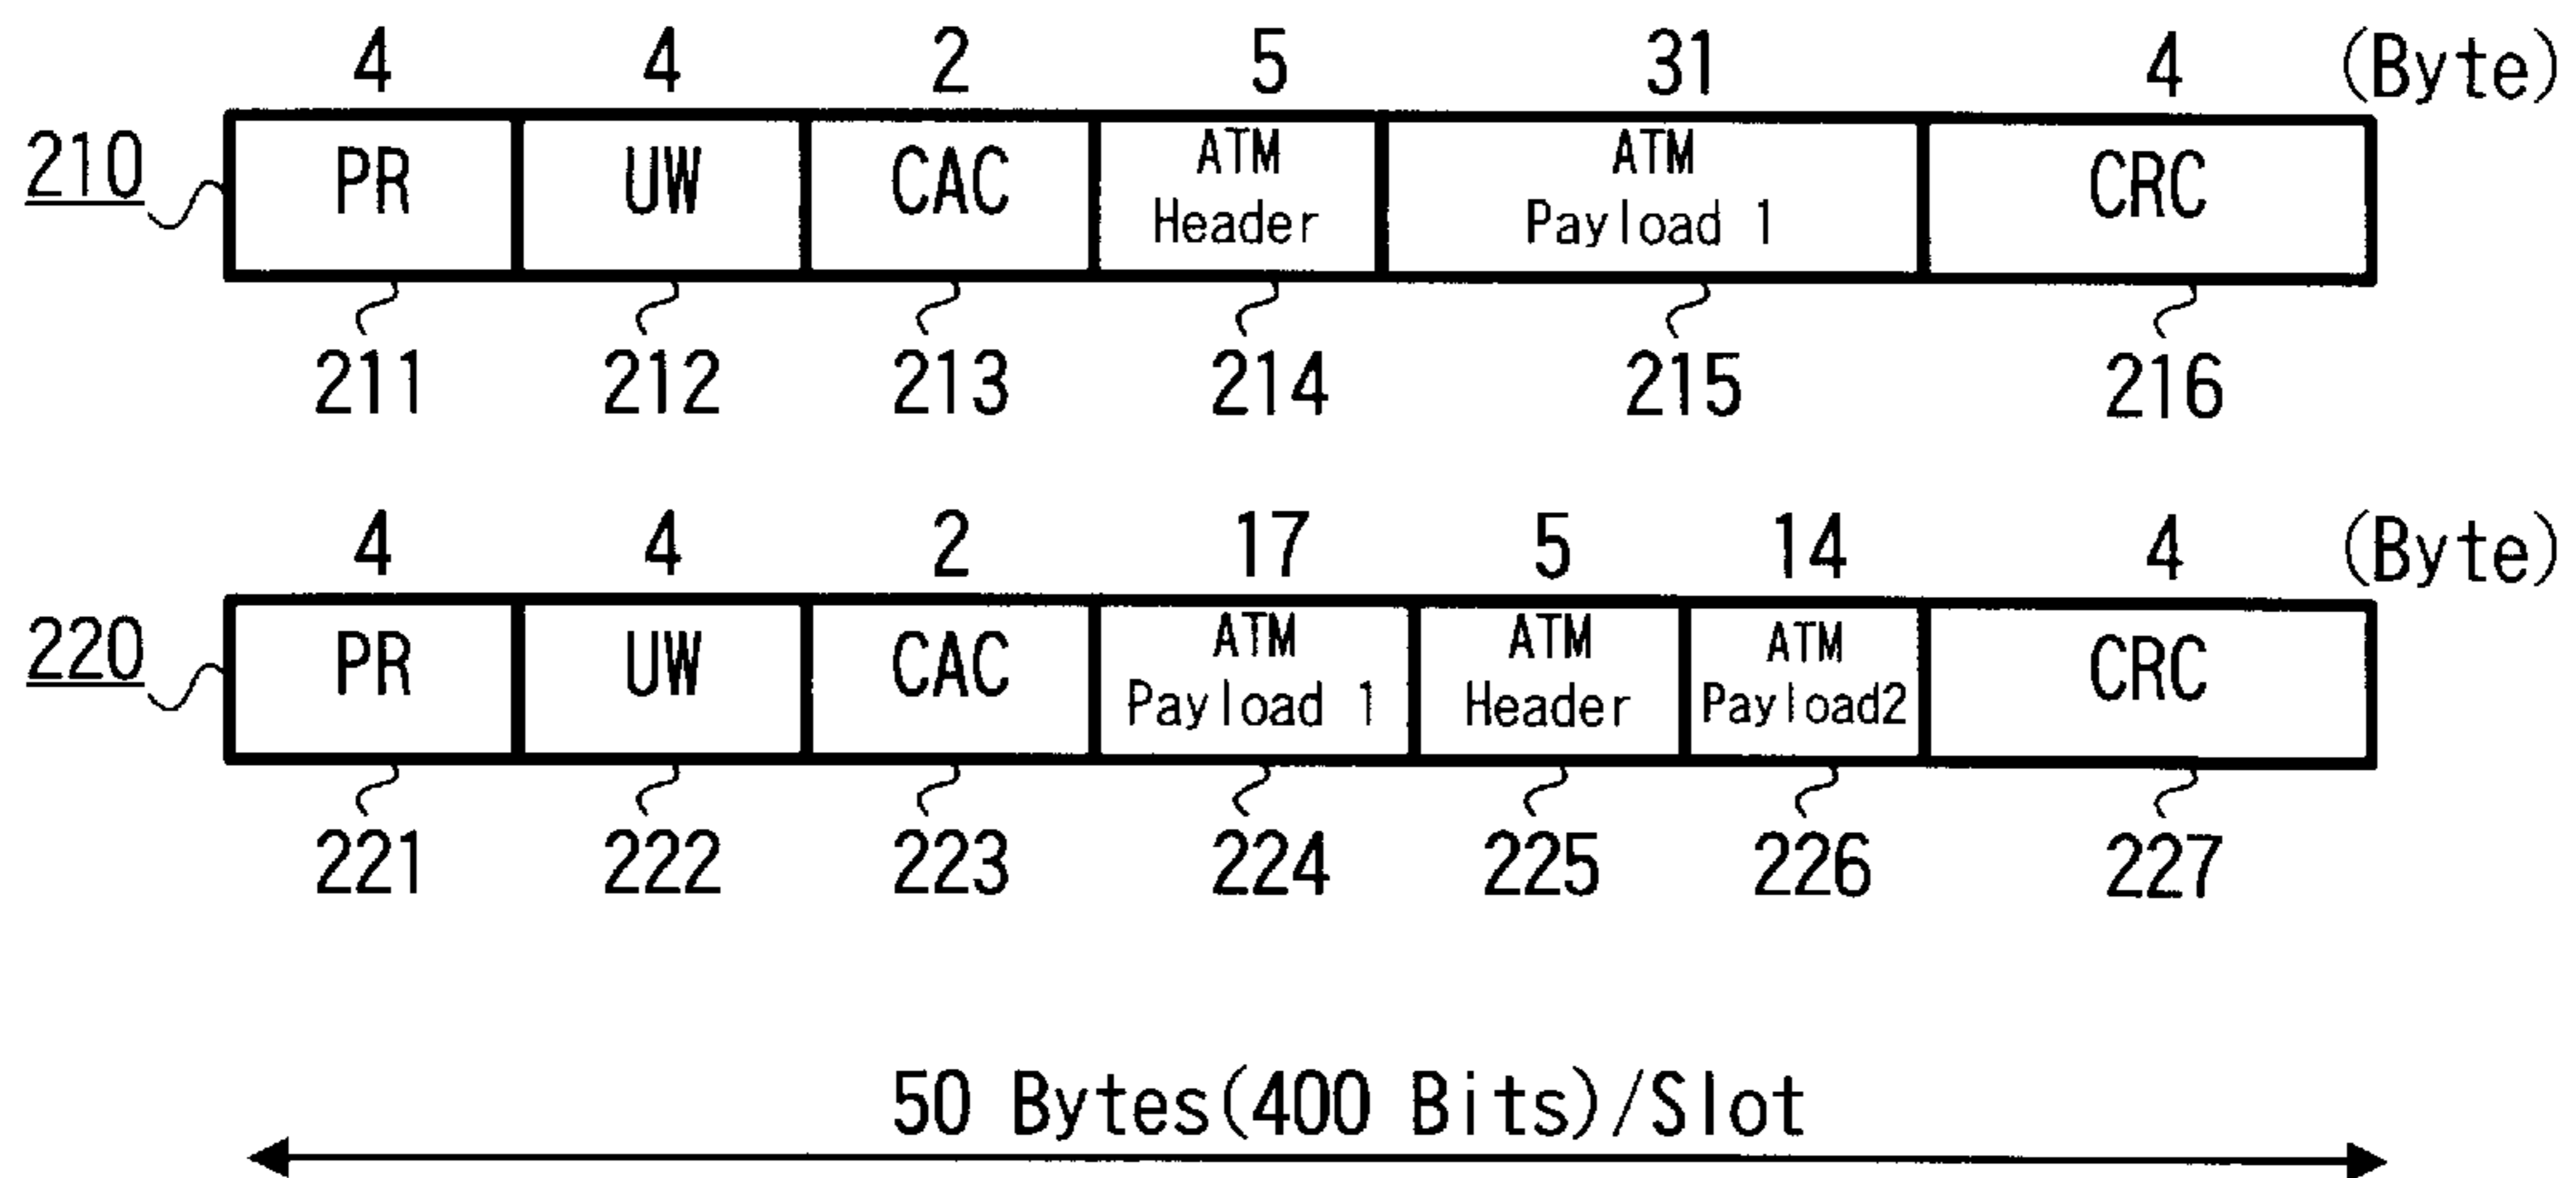 4 4 2 5 31 4 (Byte)
210 PR UW CAC ATM Header ATM Payload 1 CRC
211 212 213 214 215 216
4 4 2 17 5 14 4 (Byte)
220 PR UW CAC ATM Payload 1 ATM Header ATM Payload2 CRC
221 222 223 224 225 226 227
50 Bytes(400 Bits)/Slot